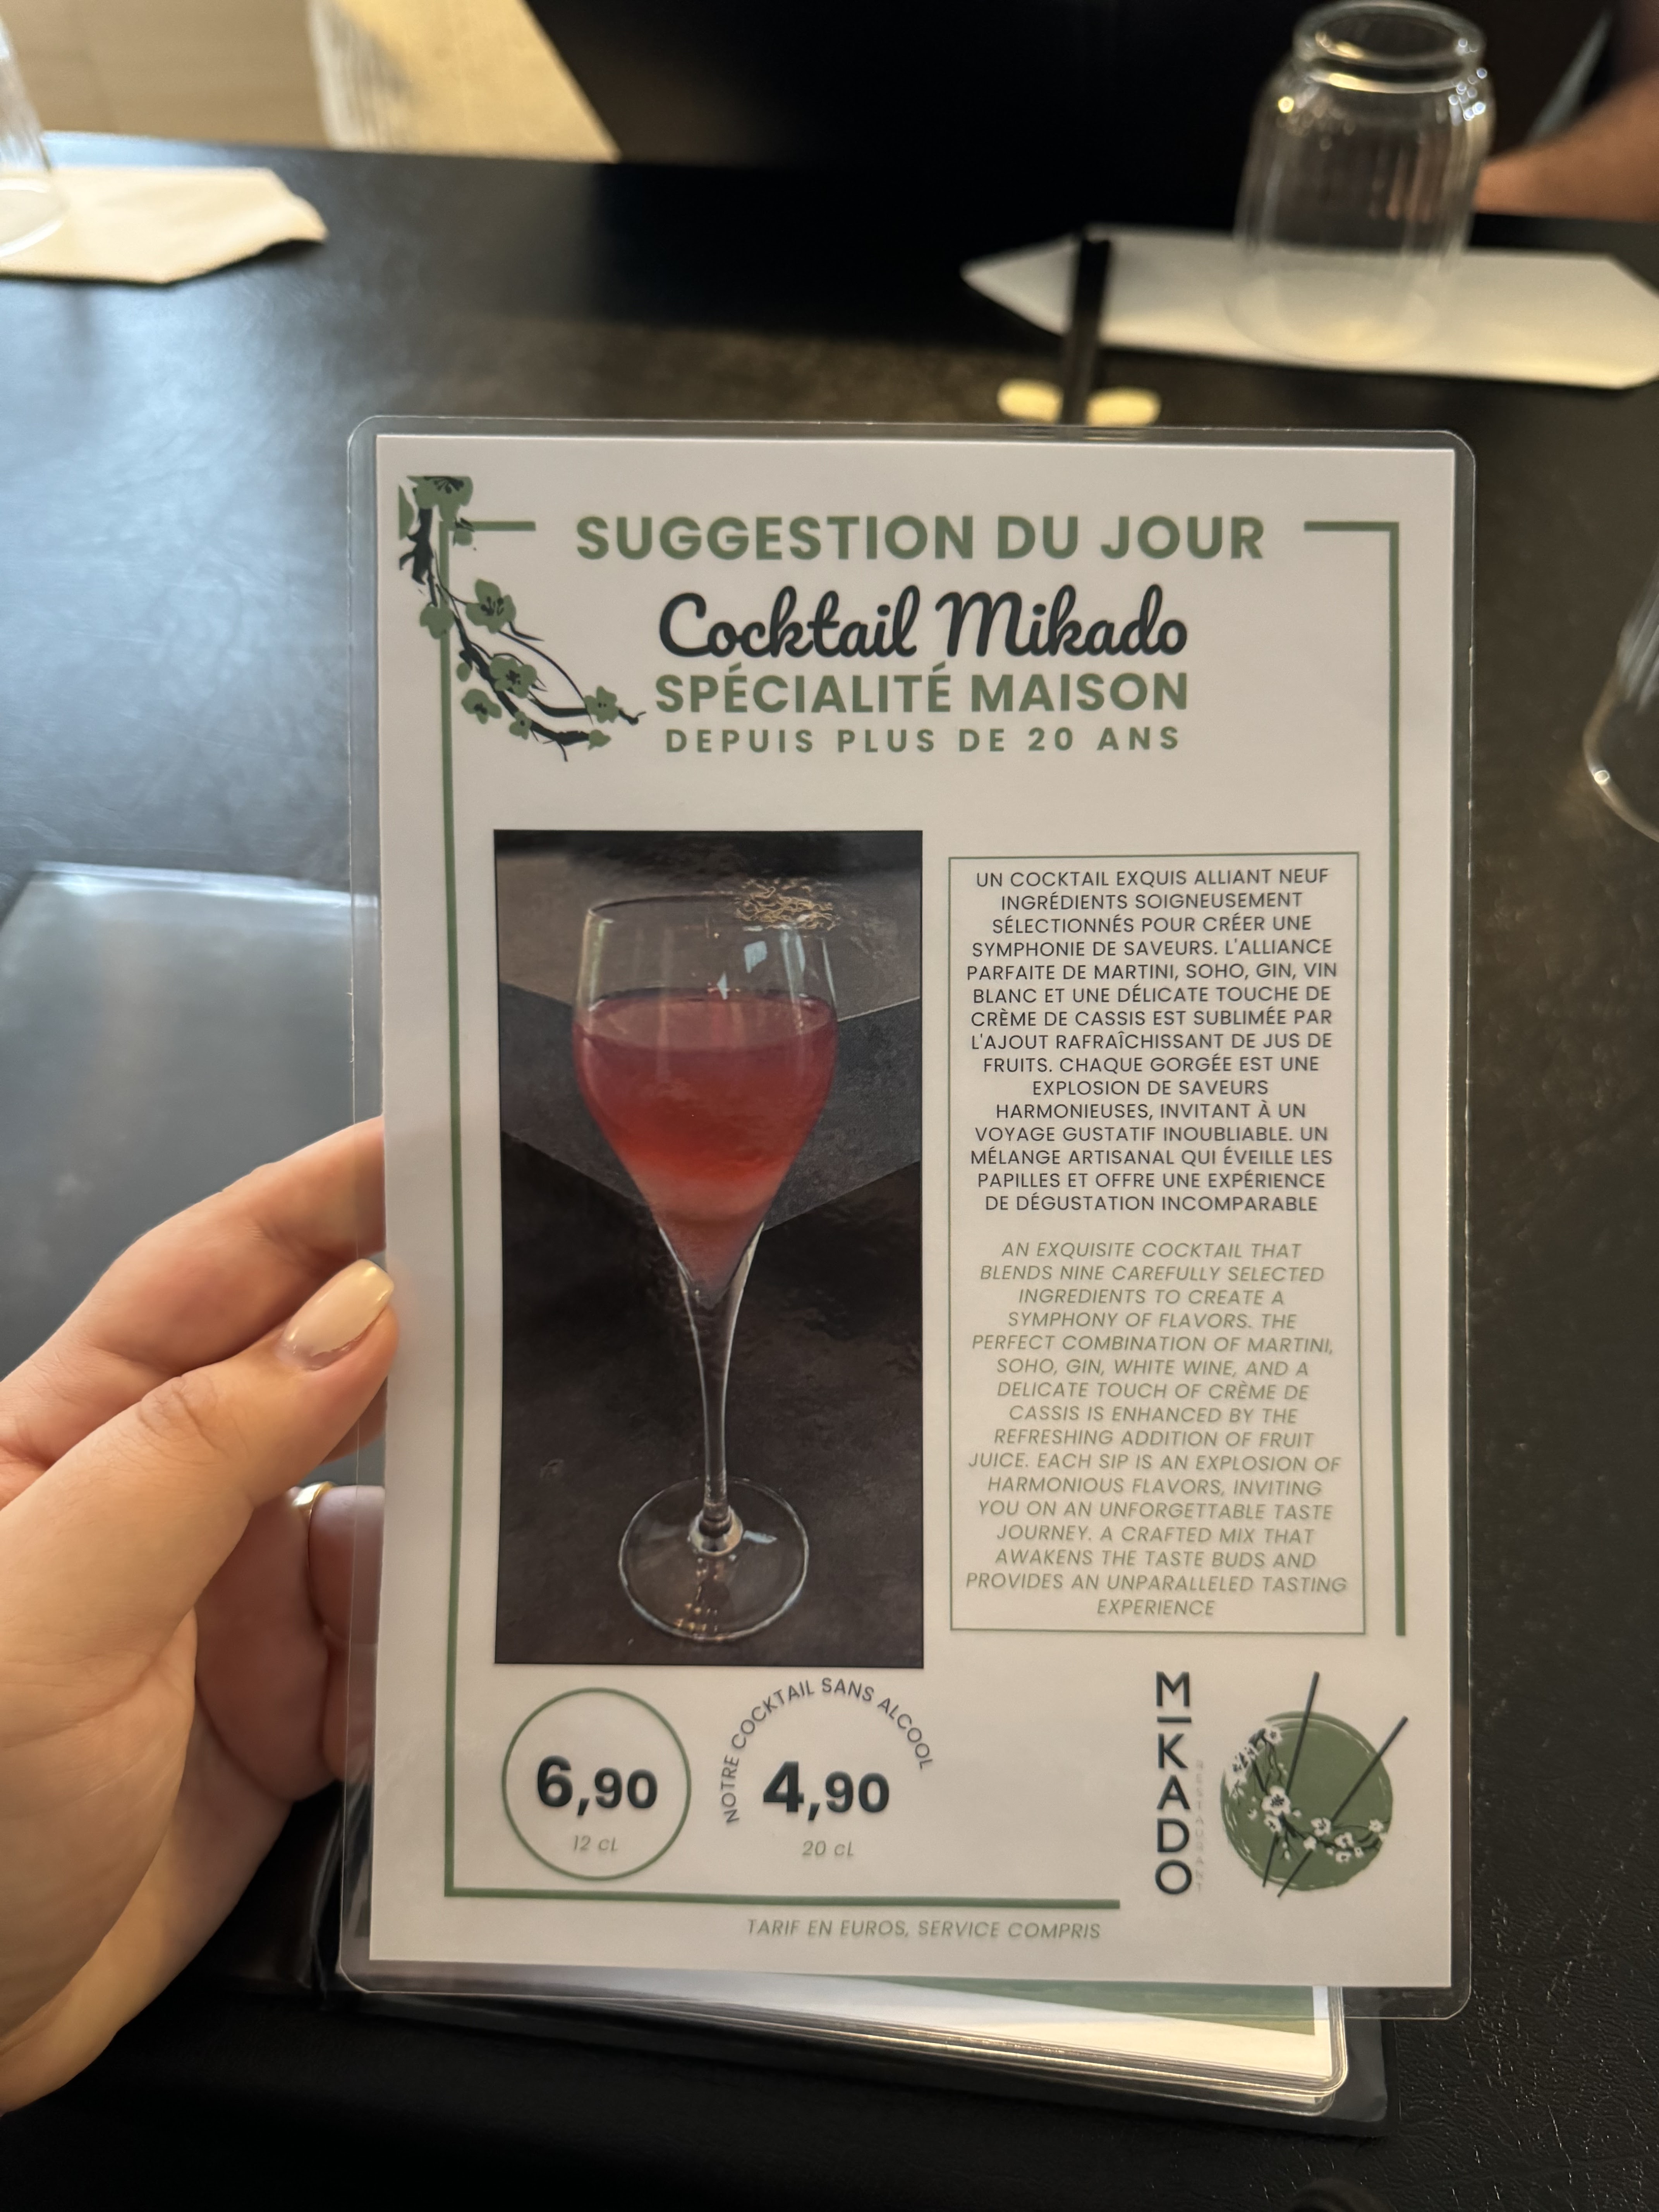 SUGGESTION DU JOUR
Cocktail Mikado
SPÉCIALITÉ MAISON
DEPUIS PLUS DE 20 ANS
UN COCKTAIL EXQUIS ALLIANT NEUF
INGRÉDIENTS SOIGNEUSEMENT
SÉLECTIONNÉS POUR CRÉER UNE
SYMPHONIE DE SAVEURS. L'ALLIANCE
PARFAITE DE MARTINI, SOHO, GIN, VIN
BLANC ET UNE DÉLICATE TOUCHE DE
CRÈME DE CASSIS EST SUBLIMÉE PAR
L'AJOUT RAFRAÎCHISSANT DE JUS DE
FRUITS. CHAQUE GORGÉE EST UNE
EXPLOSION DE SAVEURS
HARMONIEUSES, INVITANT À UN
VOYAGE GUSTATIF INOUBLIABLE. UN
MÉLANGE ARTISANAL QUI ÉVEILLE LES
PAPILLES ET OFFRE UNE EXPÉRIENCE
DE DÉGUSTATION INCOMPARABLE
AN EXQUISITE COCKTAIL THAT
BLENDS NINE CAREFULLY SELECTED
INGREDIENTS TO CREATE A
SYMPHONY OF FLAVORS. THE
PERFECT COMBINATION OF MARTINI,
SOHO, GIN, WHITE WINE, AND A
DELICATE TOUCH OF CRÈME DE
CASSIS IS ENHANCED BY THE
REFRESHING ADDITION OF FRUIT
JUICE. EACH SIP IS AN EXPLOSION OF
HARMONIOUS FLAVORS, INVITING
YOU ON AN UNFORGETTABLE TASTE
JOURNEY. A CRAFTED MIX THAT
AWAKENS THE TASTE BUDS AND
PROVIDES AN UNPARALLELED TASTING
EXPERIENCE
6,90
12 cL
NOTRE COCKTAIL SANS ALCOOL
4,90
20 cL
MIKADO
RESTAURANT
TARIF EN EUROS, SERVICE COMPRIS